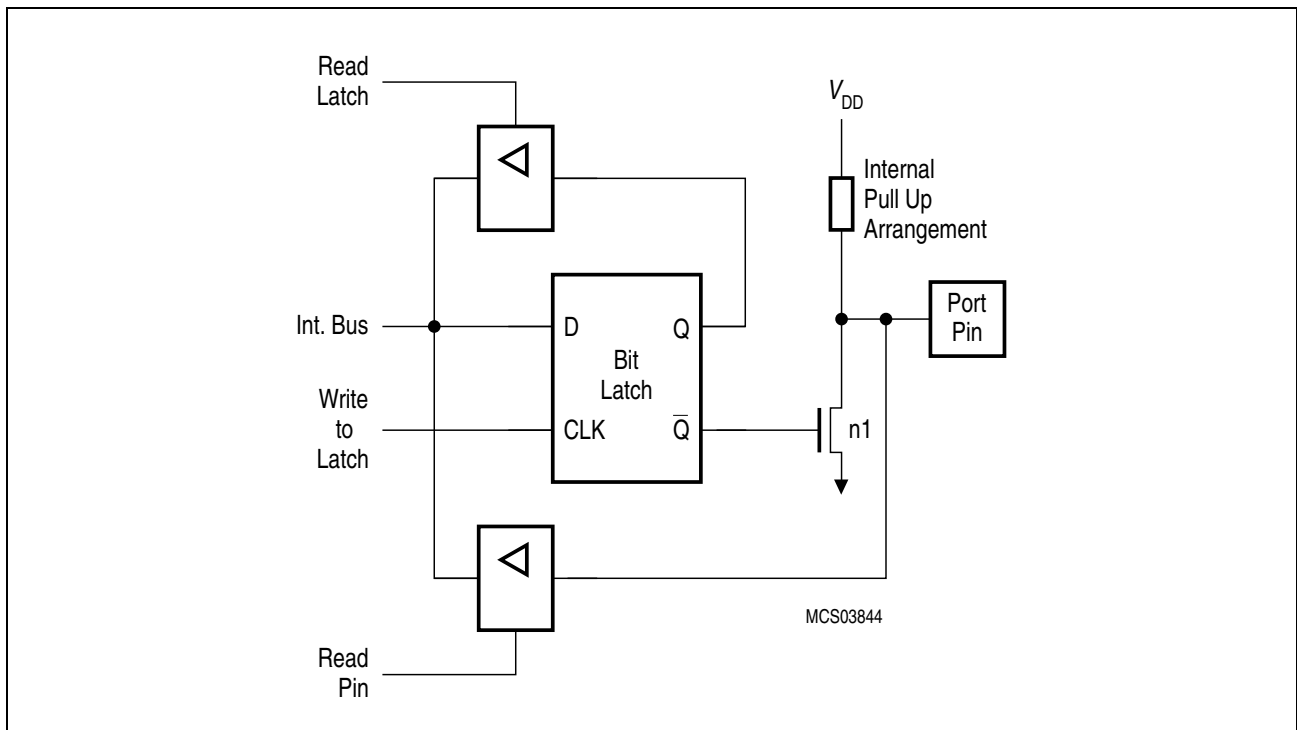 Read
Latch
V_DD
Internal
Pull Up
Arrangement
Int. Bus
D
Q
Bit
Latch
Port
Pin
Write
to
Latch
CLK
Q̅
n1
MCS03844
Read
Pin